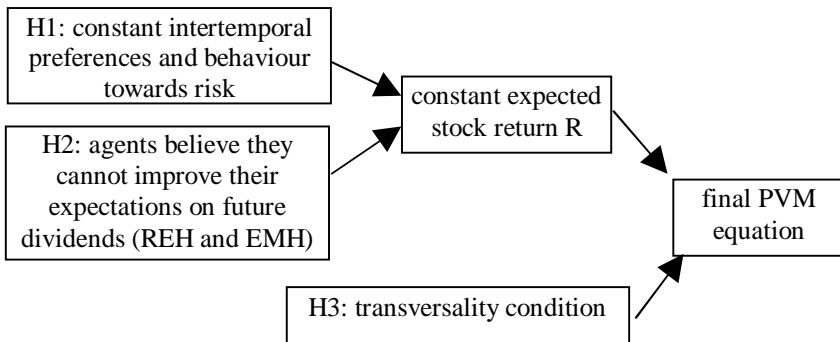 H1: constant intertemporal
preferences and behaviour
towards risk
H2: agents believe they
cannot improve their
expectations on future
dividends (REH and EMH)
constant expected
stock return R
final PVM
equation
H3: transversality condition